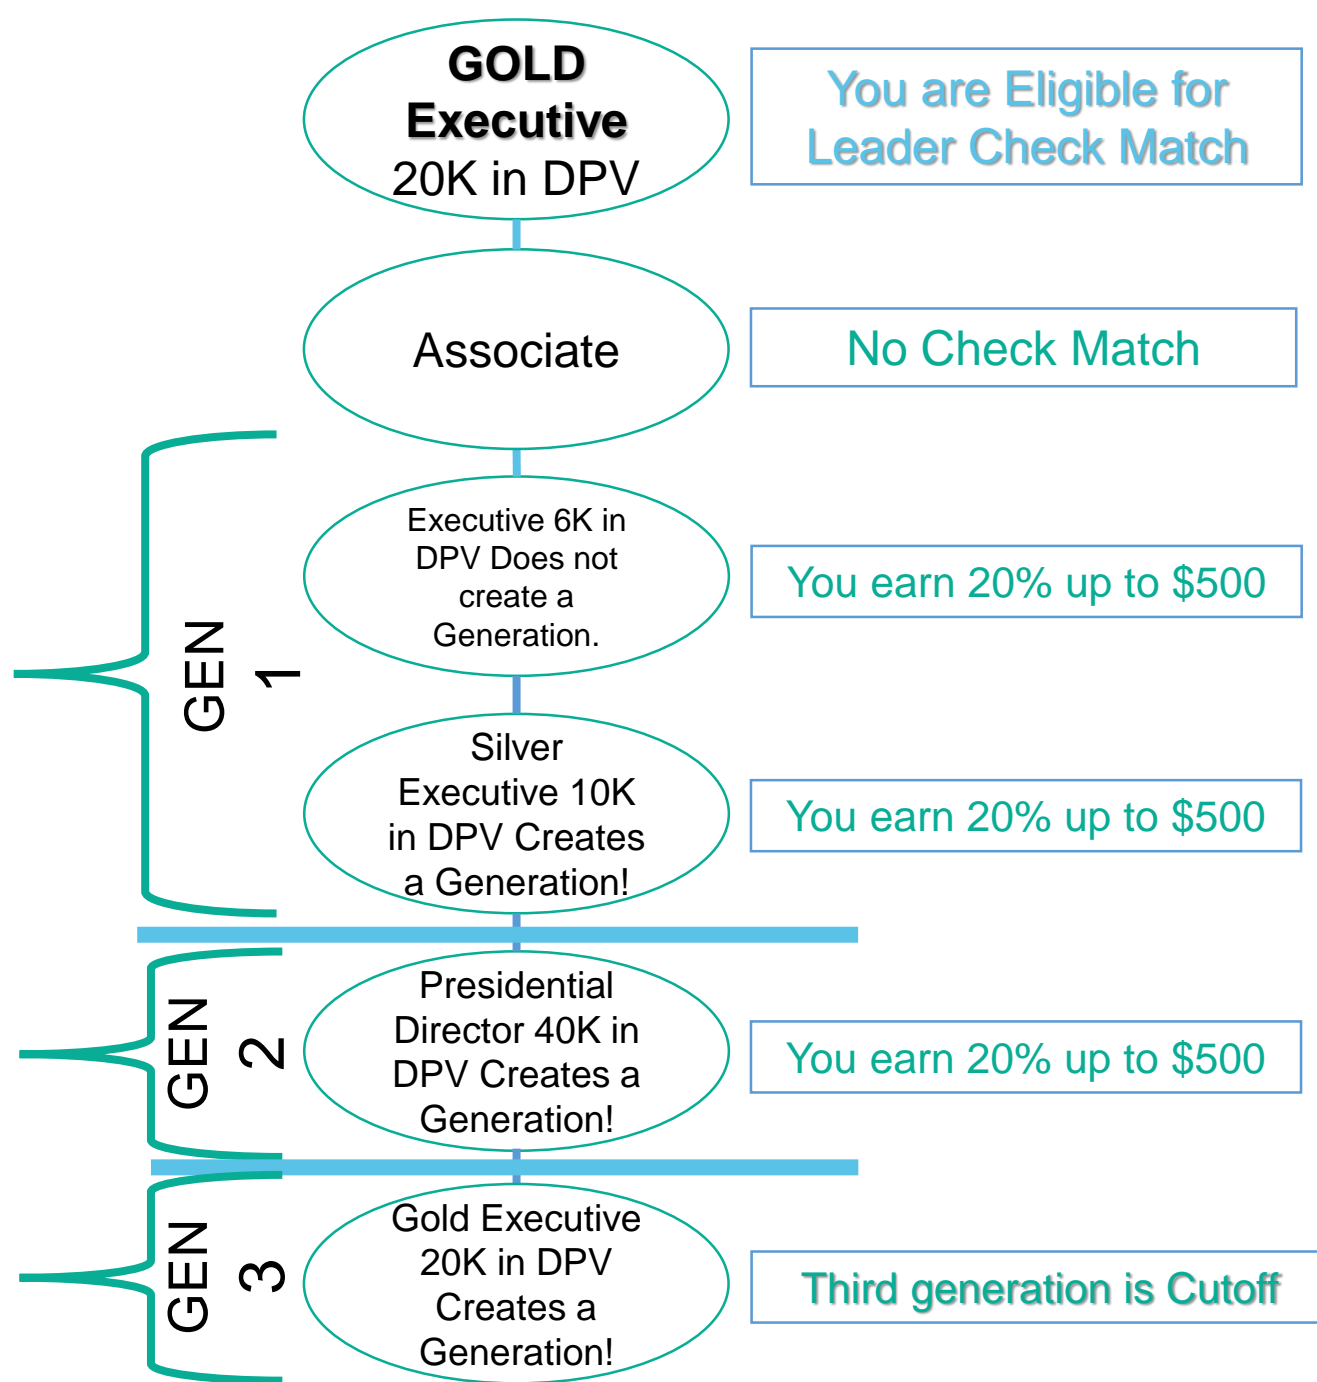 GOLD
Executive
20K in DPV
You are Eligible for
Leader Check Match
Associate
No Check Match
GEN
1
Executive 6K in
DPV Does not
create a
Generation.
You earn 20% up to $500
Silver
Executive 10K
in DPV Creates
a Generation!
You earn 20% up to $500
GEN
2
Presidential
Director 40K in
DPV Creates a
Generation!
You earn 20% up to $500
GEN
3
Gold Executive
20K in DPV
Creates a
Generation!
Third generation is Cutoff